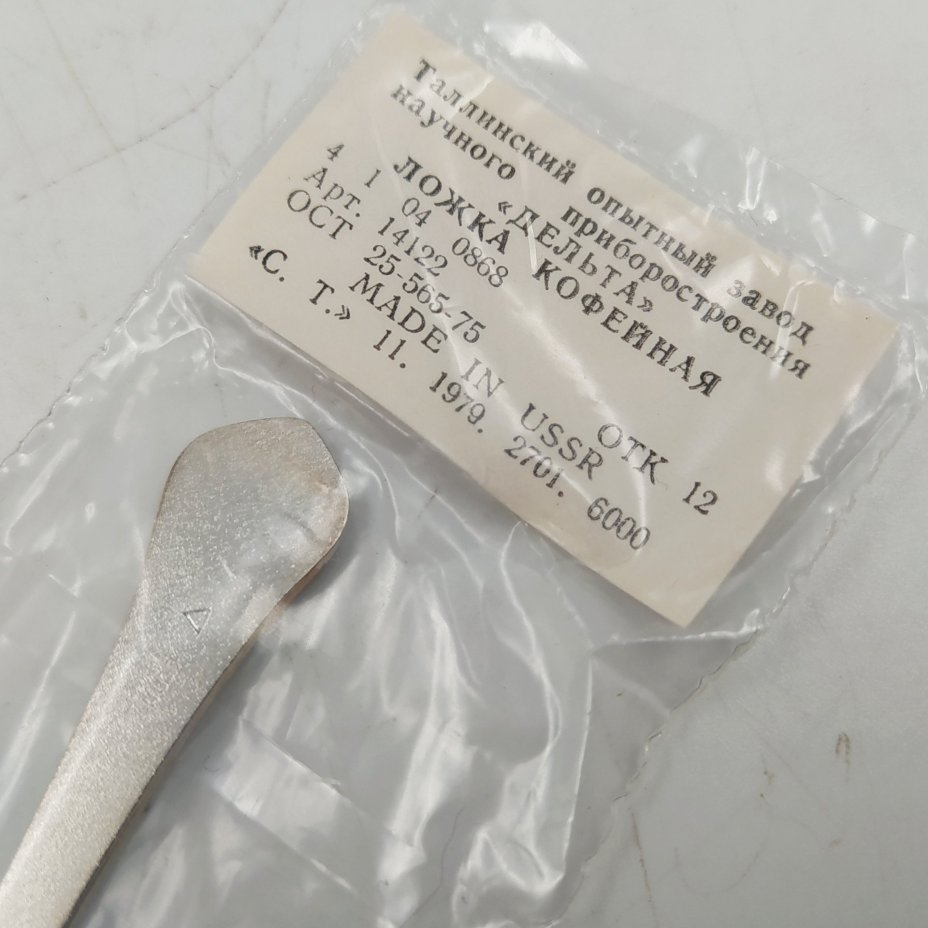 Таллинский опытный завод
научного приборостроения
«ДЕЛЬТА»
ЛОЖКА КОФЕЙНАЯ
4 1 04 0868
Арт. 14122
ОСТ 25-565-75 ОТК 12
MADE IN USSR
«С. Т.» 11. 1979. 2701. 6000